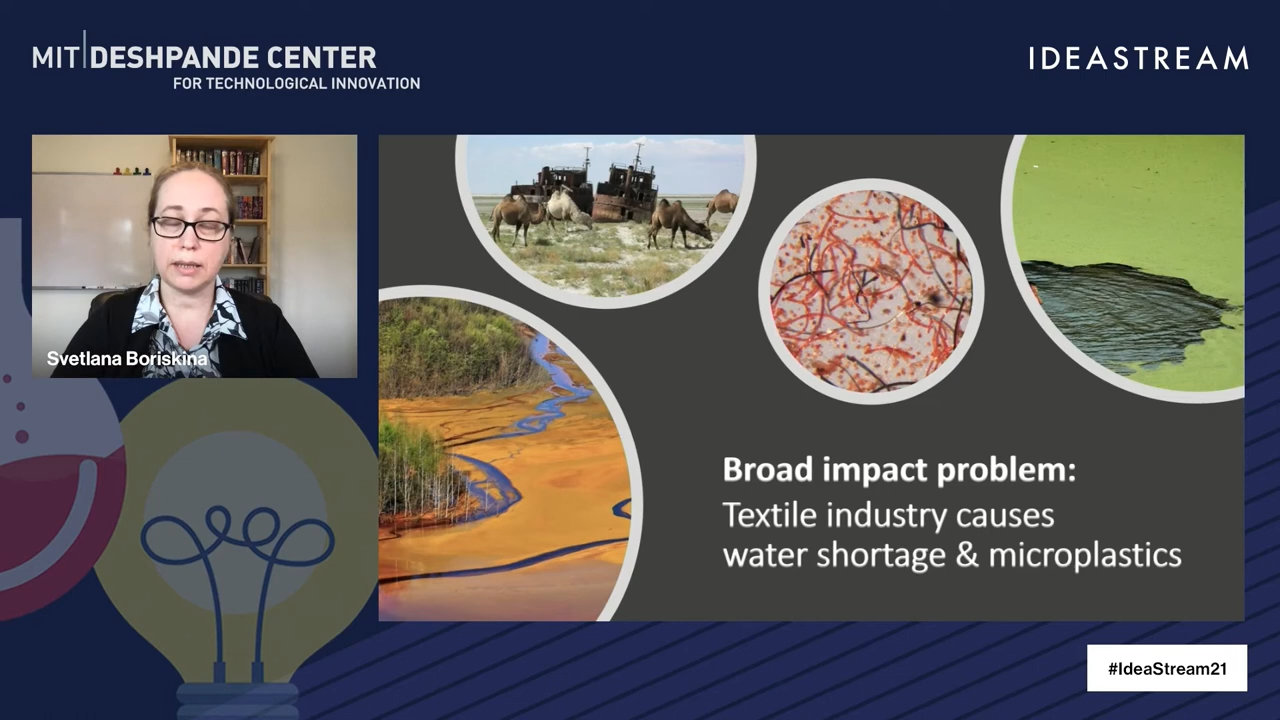 MIT DESHPANDE CENTER
FOR TECHNOLOGICAL INNOVATION
IDEASTREAM
Svetlana Boriskina
Broad impact problem:
Textile industry causes
water shortage & microplastics
#IdeaStream21